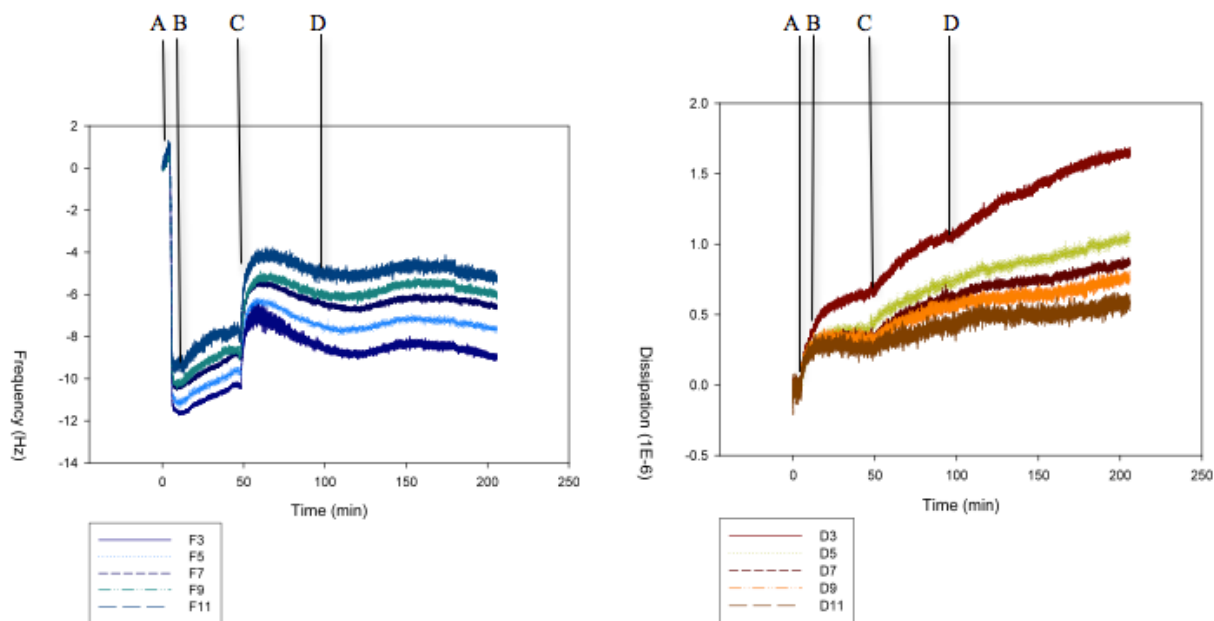 A B C D
2
0
-2
-4
-6
-8
-10
-12
-14
Frequency (Hz)
0 50 100 150 200 250
Time (min)
F3
F5
F7
F9
F11
A B C D
2.0
1.5
1.0
0.5
0.0
-0.5
Dissipation (1E-6)
0 50 100 150 200 250
Time (min)
D3
D5
D7
D9
D11